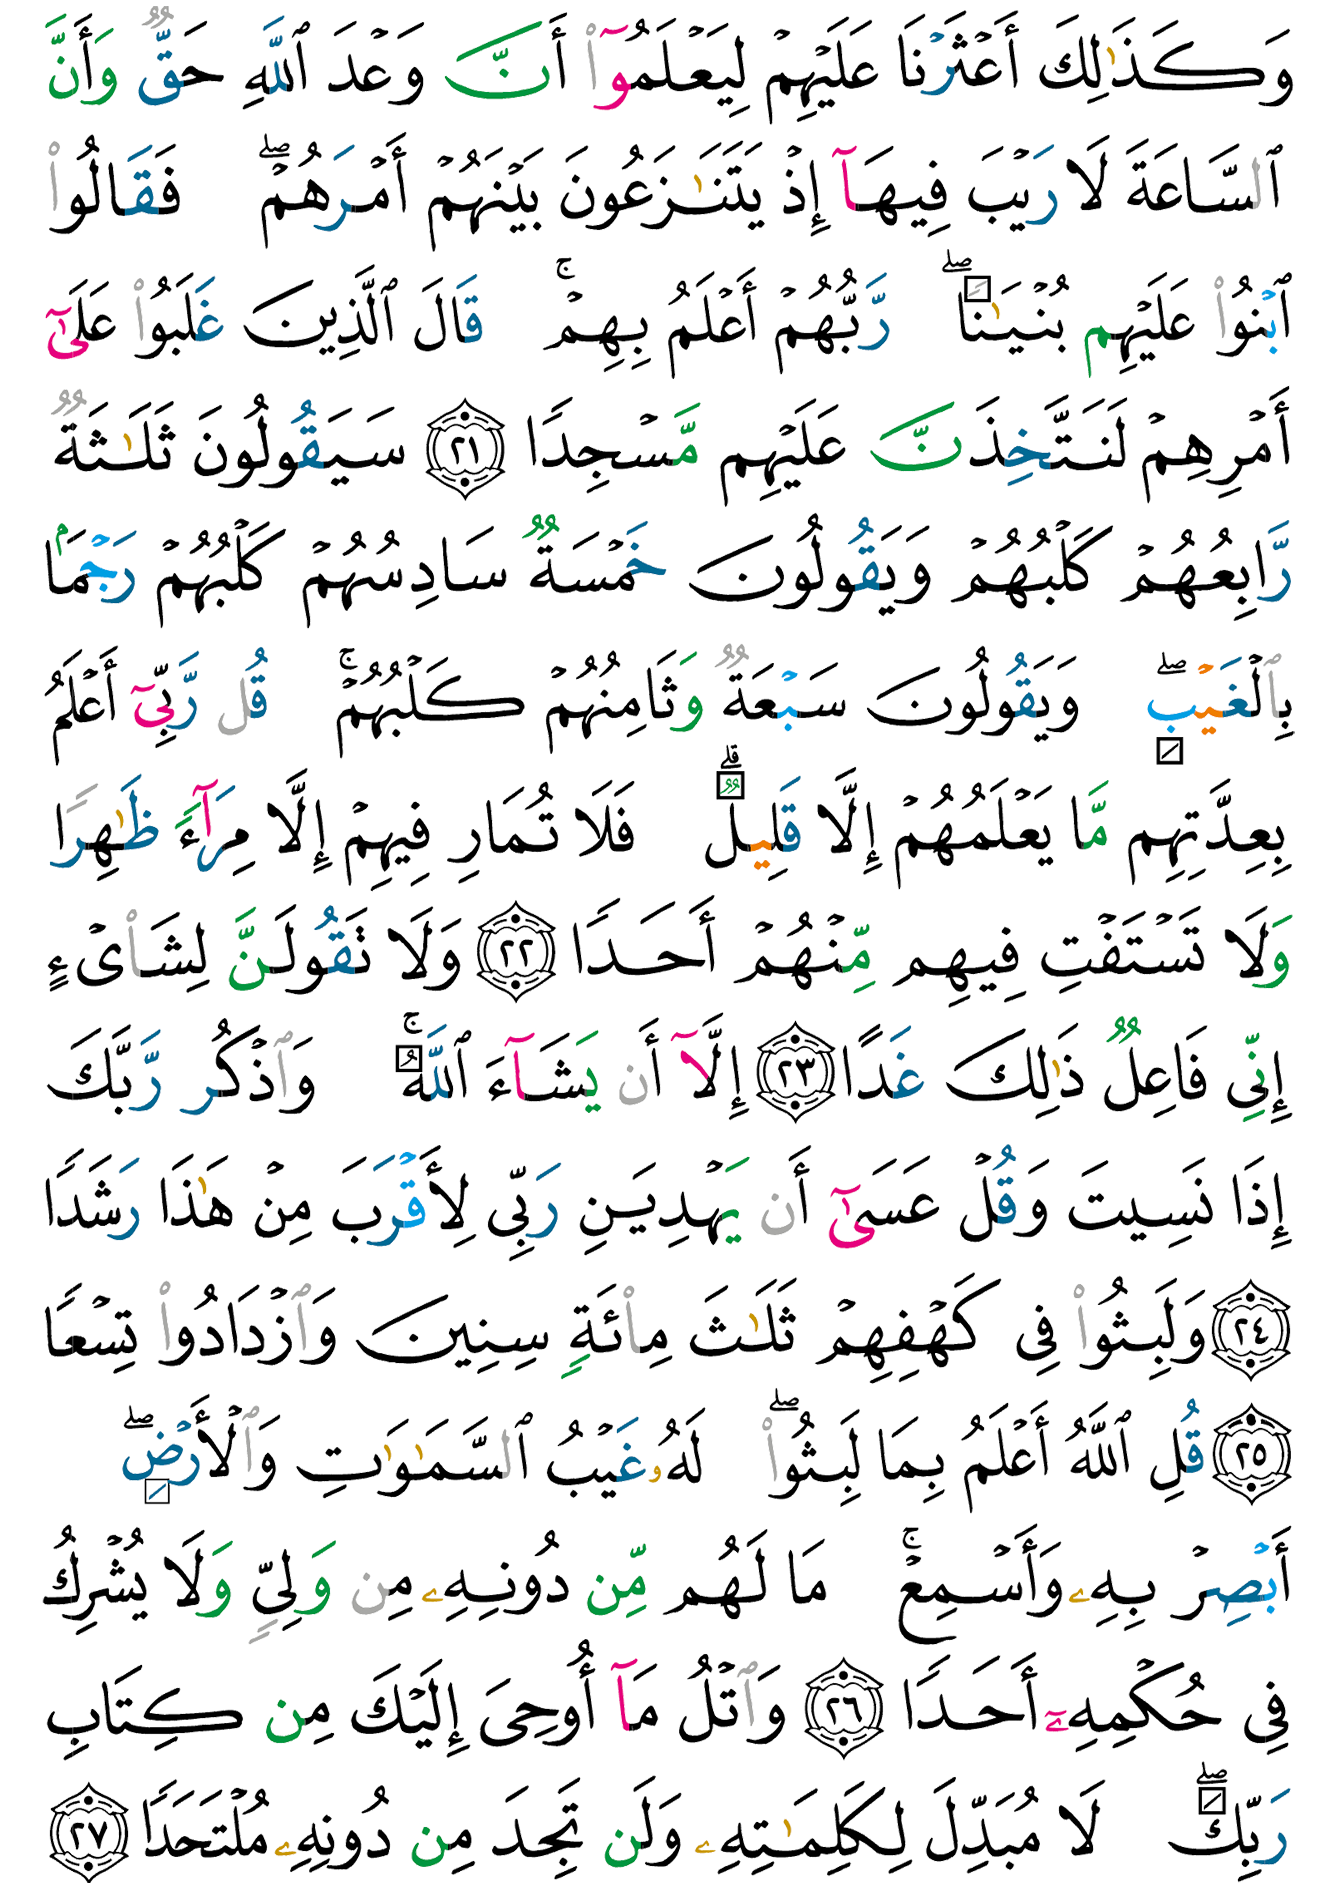 وَكَذَٰلِكَ أَعۡثَرۡنَا عَلَيۡهِمۡ لِيَعۡلَمُوٓاْ أَنَّ وَعۡدَ ٱللَّهِ حَقّٞ وَأَنَّ
ٱلسَّاعَةَ لَا رَيۡبَ فِيهَآ إِذۡ يَتَنَٰزَعُونَ بَيۡنَهُمۡ أَمۡرَهُمۡۖ فَقَالُواْ
ٱبۡنُواْ عَلَيۡهِم بُنۡيَٰنٗاۖ رَّبُّهُمۡ أَعۡلَمُ بِهِمۡۚ قَالَ ٱلَّذِينَ غَلَبُواْ عَلَىٰٓ
أَمۡرِهِمۡ لَنَتَّخِذَنَّ عَلَيۡهِم مَّسۡجِدٗا ٢١ سَيَقُولُونَ ثَلَٰثَةٞ
رَّابِعُهُمۡ كَلۡبُهُمۡ وَيَقُولُونَ خَمۡسَةٞ سَادِسُهُمۡ كَلۡبُهُمۡ رَجۡمَۢا
بِٱلۡغَيۡبِۖ وَيَقُولُونَ سَبۡعَةٞ وَثَامِنُهُمۡ كَلۡبُهُمۡۚ قُل رَّبِّيٓ أَعۡلَمُ
بِعِدَّتِهِم مَّا يَعۡلَمُهُمۡ إِلَّا قَلِيلٞۗ فَلَا تُمَارِ فِيهِمۡ إِلَّا مِرَآءٗ ظَٰهِرٗا
وَلَا تَسۡتَفۡتِ فِيهِم مِّنۡهُمۡ أَحَدٗا ٢٢ وَلَا تَقُولَنَّ لِشَاْيۡءٍ
إِنِّي فَاعِلٞ ذَٰلِكَ غَدًا ٢٣ إِلَّآ أَن يَشَآءَ ٱللَّهُۚ وَٱذۡكُر رَّبَّكَ
إِذَا نَسِيتَ وَقُلۡ عَسَىٰٓ أَن يَهۡدِيَنِ رَبِّي لِأَقۡرَبَ مِنۡ هَٰذَا رَشَدٗا
٢٤ وَلَبِثُواْ فِي كَهۡفِهِمۡ ثَلَٰثَ مِاْئَةٖ سِنِينَ وَٱزۡدَادُواْ تِسۡعٗا
٢٥ قُلِ ٱللَّهُ أَعۡلَمُ بِمَا لَبِثُواْۖ لَهُۥ غَيۡبُ ٱلسَّمَٰوَٰتِ وَٱلۡأَرۡضِۖ
أَبۡصِرۡ بِهِۦ وَأَسۡمِعۡۚ مَا لَهُم مِّن دُونِهِۦ مِن وَلِيّٖ وَلَا يُشۡرِكُ
فِي حُكۡمِهِۦٓ أَحَدٗا ٢٦ وَٱتۡلُ مَآ أُوحِيَ إِلَيۡكَ مِن كِتَابِ
رَبِّكَۖ لَا مُبَدِّلَ لِكَلِمَٰتِهِۦ وَلَن تَجِدَ مِن دُونِهِۦ مُلۡتَحَدٗا ٢٧